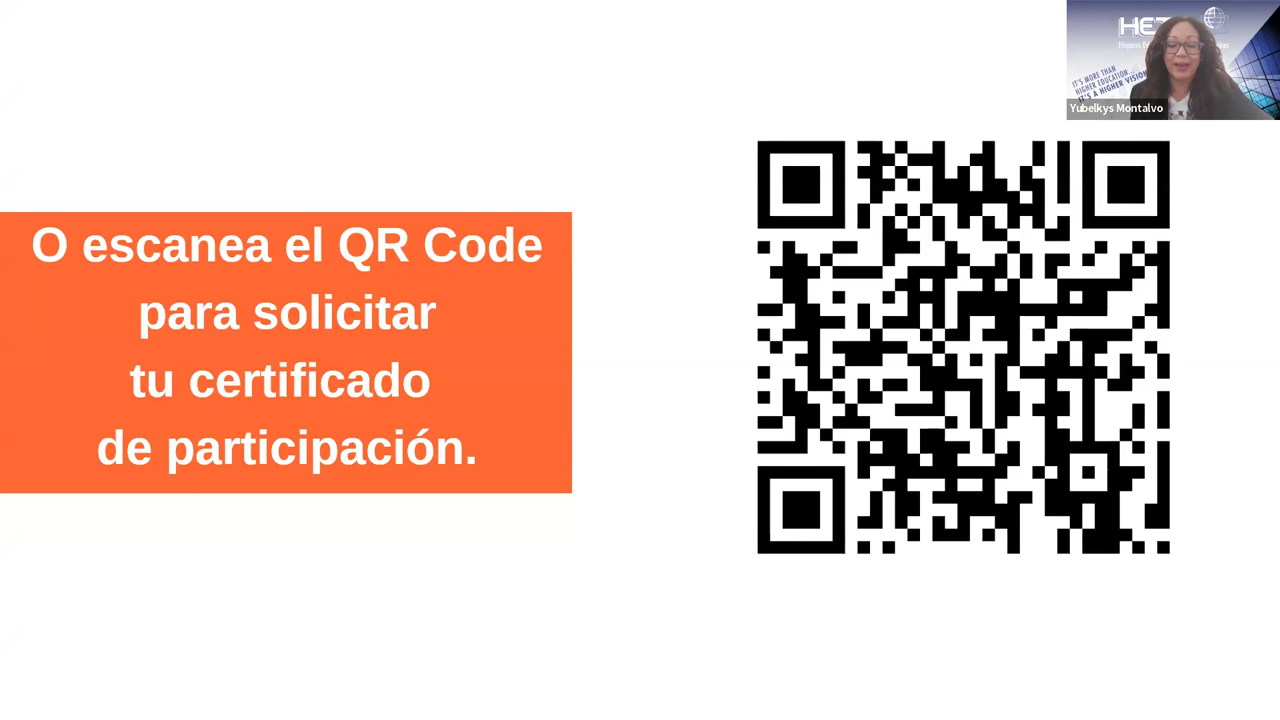 HET
Hispanic E
IT'S MORE THAN
HIGHER EDUCATION...
IT'S A HIGHER VISION
Yubelkys Montalvo
O escanea el QR Code
para solicitar
tu certificado
de participación.